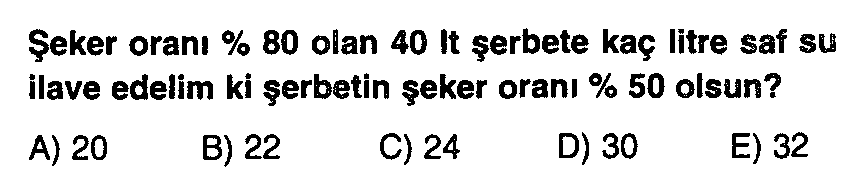 Şeker oranı % 80 olan 40 lt şerbete kaç litre saf su
ilave edelim ki şerbetin şeker oranı % 50 olsun?
A) 20 B) 22 C) 24 D) 30 E) 32